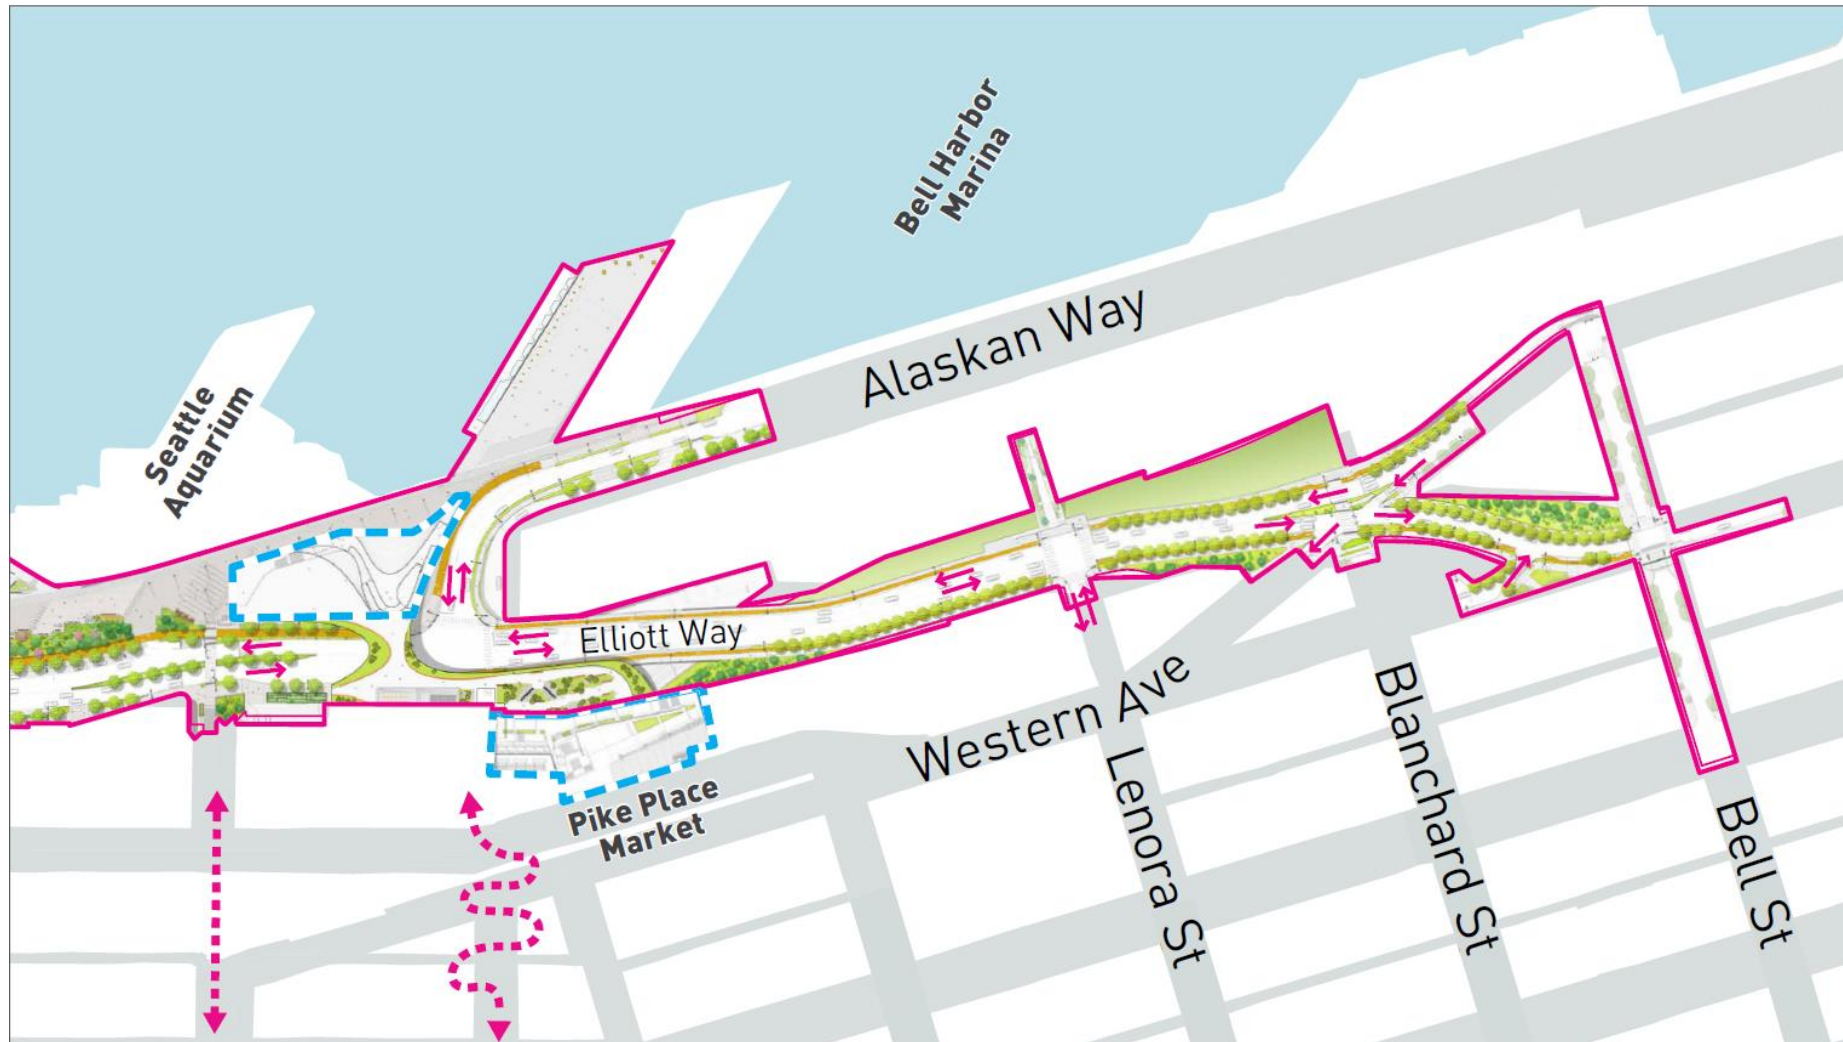 Bell Harbor
Marina
Alaskan Way
Seattle
Aquarium
Elliott Way
Western Ave
Pike Place
Market
Lenora St
Blanchard St
Bell St